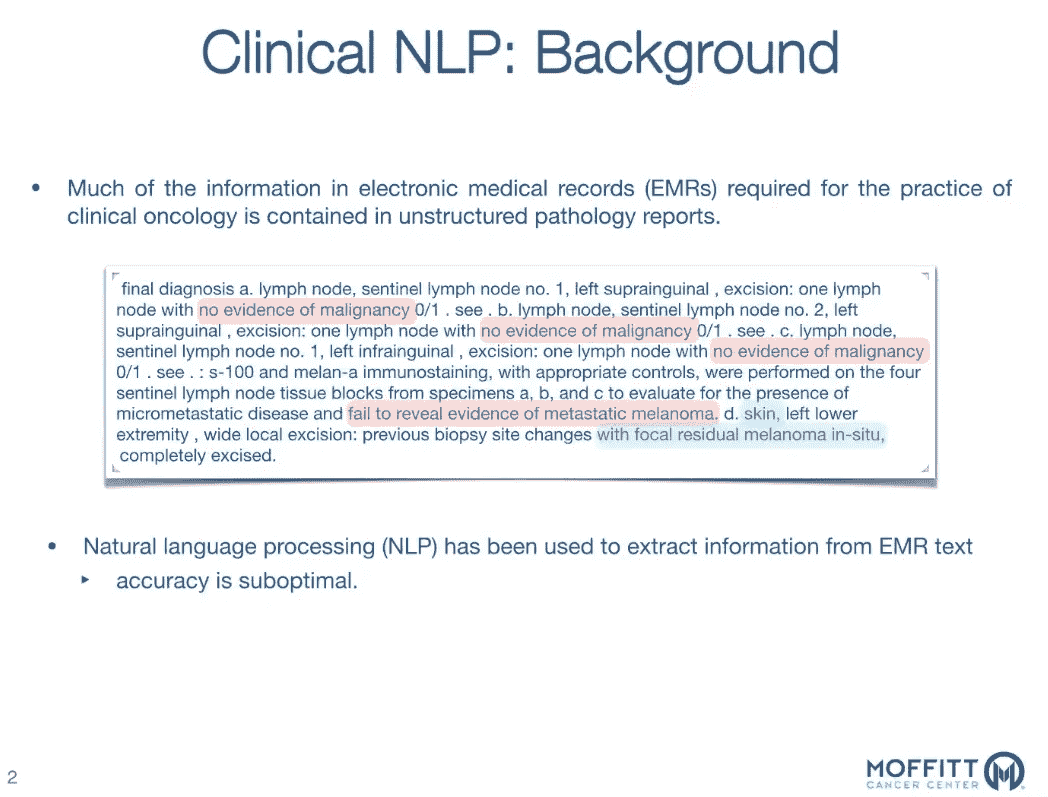 Clinical NLP: Background
• Much of the information in electronic medical records (EMRs) required for the practice of
clinical oncology is contained in unstructured pathology reports.
final diagnosis a. lymph node, sentinel lymph node no. 1, left suprainguinal , excision: one lymph
node with no evidence of malignancy 0/1 . see . b. lymph node, sentinel lymph node no. 2, left
suprainguinal , excision: one lymph node with no evidence of malignancy 0/1 . see . c. lymph node,
sentinel lymph node no. 1, left infrainguinal , excision: one lymph node with no evidence of malignancy
0/1 . see . : s-100 and melan-a immunostaining, with appropriate controls, were performed on the four
sentinel lymph node tissue blocks from specimens a, b, and c to evaluate for the presence of
micrometastatic disease and fail to reveal evidence of metastatic melanoma. d. skin, left lower
extremity , wide local excision: previous biopsy site changes with focal residual melanoma in-situ,
completely excised.
• Natural language processing (NLP) has been used to extract information from EMR text
‣ accuracy is suboptimal.
2
MOFFITT
CANCER CENTER